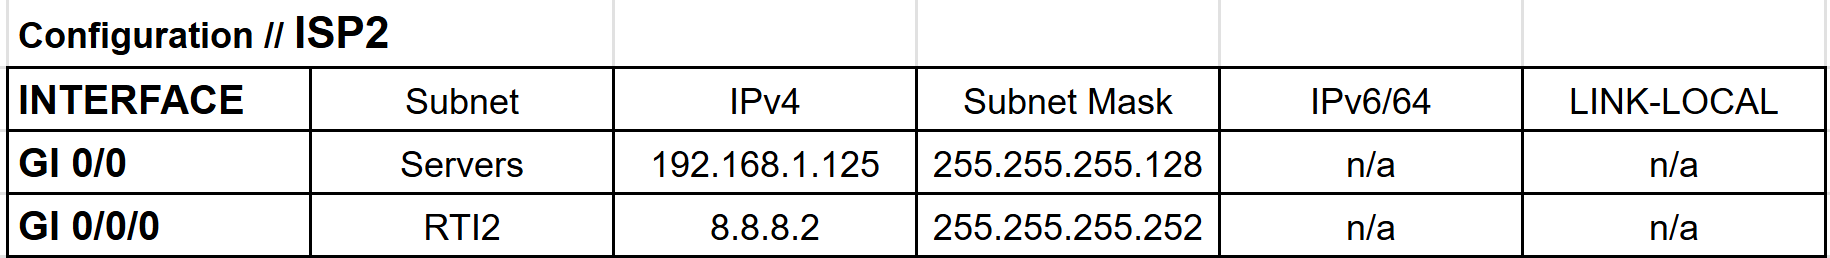 Configuration // ISP2
INTERFACE Subnet IPv4 Subnet Mask IPv6/64 LINK-LOCAL
GI 0/0 Servers 192.168.1.125 255.255.255.128 n/a n/a
GI 0/0/0 RTI2 8.8.8.2 255.255.255.252 n/a n/a